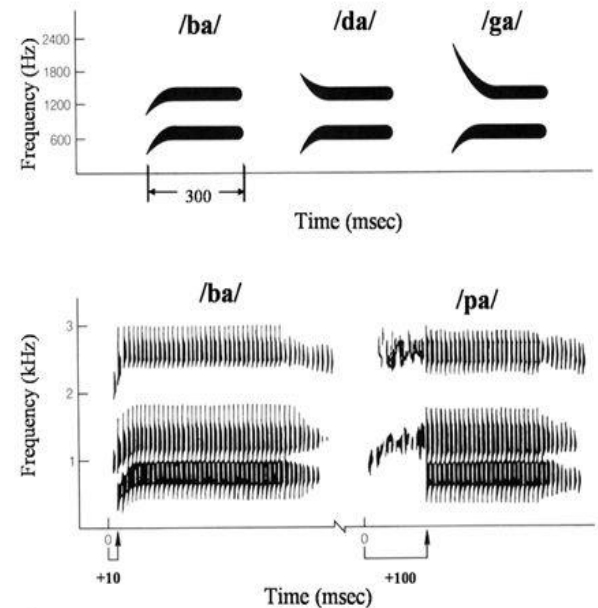 /ba/ /da/ /ga/
Frequency (Hz)
2400
1800
1200
600
300
Time (msec)
/ba/ /pa/
Frequency (kHz)
3
2
1
0 0
+10 +100
Time (msec)